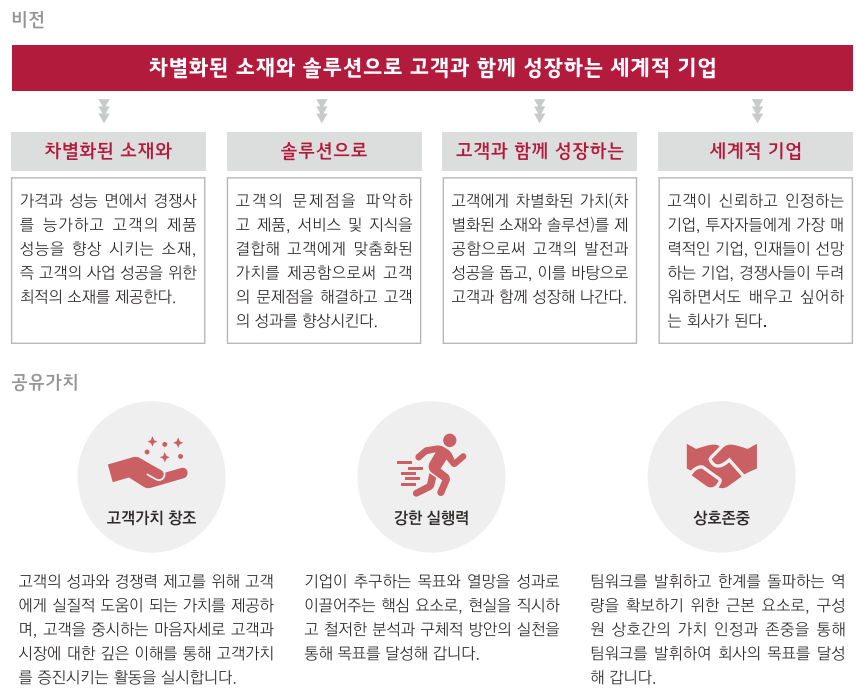 비전
차별화된 소재와 솔루션으로 고객과 함께 성장하는 세계적 기업
차별화된 소재와
가격과 성능 면에서 경쟁사
를 능가하고 고객의 제품
성능을 향상 시키는 소재,
즉 고객의 사업 성공을 위한
최적의 소재를 제공한다.
솔루션으로
고객의 문제점을 파악하
고 제품, 서비스 및 지식을
결합해 고객에게 맞춤화된
가치를 제공함으로써 고객
의 문제점을 해결하고 고객
의 성과를 향상시킨다.
고객과 함께 성장하는
고객에게 차별화된 가치(차
별화된 소재와 솔루션)를 제
공함으로써 고객의 발전과
성공을 돕고, 이를 바탕으로
고객과 함께 성장해 나간다.
세계적 기업
고객이 신뢰하고 인정하는
기업, 투자자들에게 가장 매
력적인 기업, 인재들이 선망
하는 기업, 경쟁사들이 두려
워하면서도 배우고 싶어하
는 회사가 된다.
공유가치
고객가치 창조
고객의 성과와 경쟁력 제고를 위해 고객
에게 실질적 도움이 되는 가치를 제공하
며, 고객을 중시하는 마음자세로 고객과
시장에 대한 깊은 이해를 통해 고객가치
를 증진시키는 활동을 실시합니다.
강한 실행력
기업이 추구하는 목표와 열망을 성과로
이끌어주는 핵심 요소로, 현실을 직시하
고 철저한 분석과 구체적 방안의 실천을
통해 목표를 달성해 갑니다.
상호존중
팀워크를 발휘하고 한계를 돌파하는 역
량을 확보하기 위한 근본 요소로, 구성
원 상호간의 가치 인정과 존중을 통해
팀워크를 발휘하여 회사의 목표를 달성
해 갑니다.